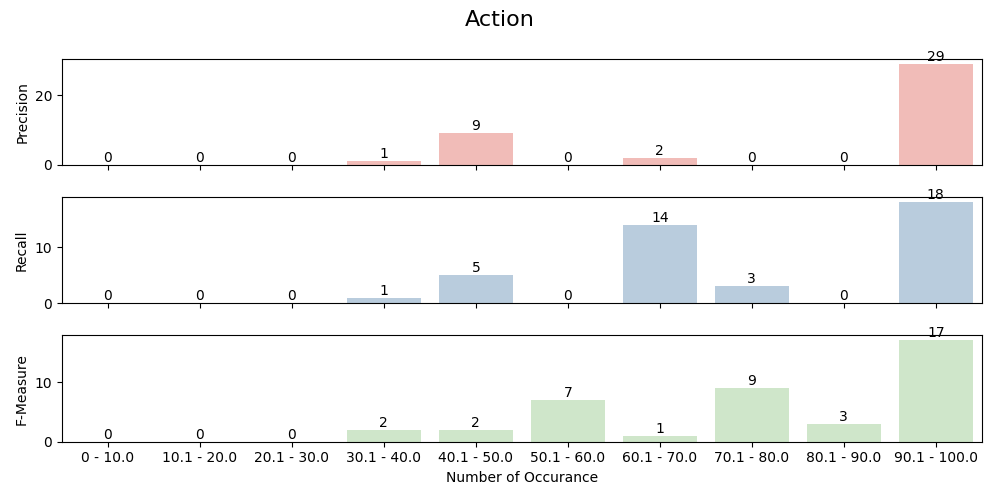 Action
Precision
20
0
0 0 0 1 9 0 2 0 0 29
Recall
10
0
0 0 0 1 5 0 14 3 0 18
F-Measure
10
0
0 0 0 2 2 7 1 9 3 17
0 - 10.0 10.1 - 20.0 20.1 - 30.0 30.1 - 40.0 40.1 - 50.0 50.1 - 60.0 60.1 - 70.0 70.1 - 80.0 80.1 - 90.0 90.1 - 100.0
Number of Occurance